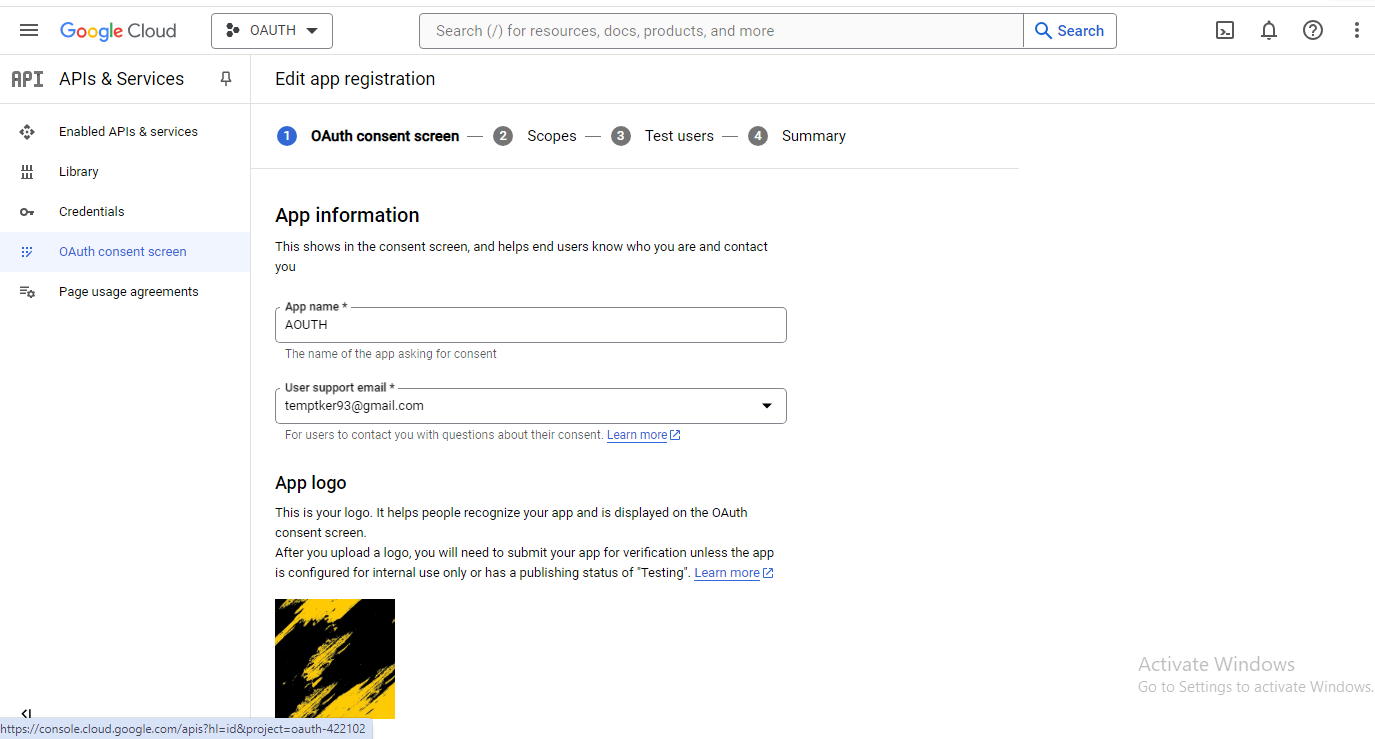 Google Cloud
OAUTH
Search (/) for resources, docs, products, and more
Search
API
APIs & Services
Edit app registration
Enabled APIs & services
Library
Credentials
OAuth consent screen
Page usage agreements
1 OAuth consent screen — 2 Scopes — 3 Test users — 4 Summary
App information
This shows in the consent screen, and helps end users know who you are and contact
you
App name *
AOUTH
The name of the app asking for consent
User support email *
temptker93@gmail.com
For users to contact you with questions about their consent. Learn more
App logo
This is your logo. It helps people recognize your app and is displayed on the OAuth
consent screen.
After you upload a logo, you will need to submit your app for verification unless the app
is configured for internal use only or has a publishing status of "Testing". Learn more
Activate Windows
Go to Settings to activate Windows.
https://console.cloud.google.com/apis?hl=id&project=oauth-422102